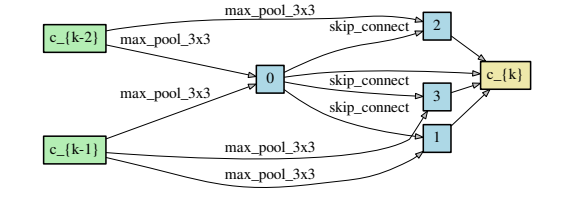 max_pool_3x3
c_{k-2}
max_pool_3x3
skip_connect
2
0
skip_connect
c_{k}
max_pool_3x3
skip_connect
3
c_{k-1}
max_pool_3x3
1
max_pool_3x3